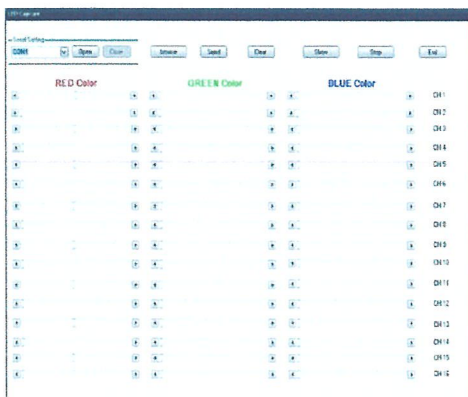 Serial Setting
COM1 Open Close Browse Send Clear Show Stop End
RED Color GREEN Color BLUE Color
CH 1
CH 2
CH 3
CH 4
CH 5
CH 6
CH 7
CH 8
CH 9
CH 10
CH 11
CH 12
CH 13
CH 14
CH 15
CH 16